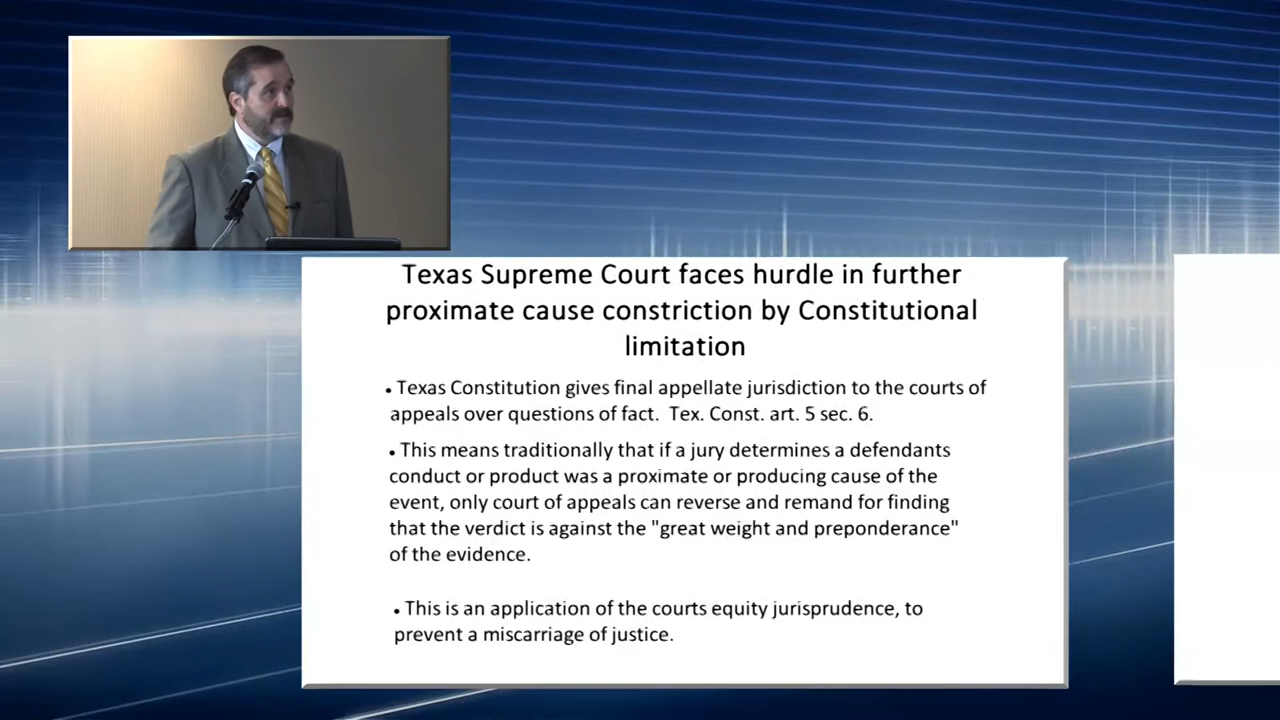 Texas Supreme Court faces hurdle in further
proximate cause constriction by Constitutional
limitation
• Texas Constitution gives final appellate jurisdiction to the courts of
appeals over questions of fact. Tex. Const. art. 5 sec. 6.
• This means traditionally that if a jury determines a defendants
conduct or product was a proximate or producing cause of the
event, only court of appeals can reverse and remand for finding
that the verdict is against the "great weight and preponderance"
of the evidence.
• This is an application of the courts equity jurisprudence, to
prevent a miscarriage of justice.